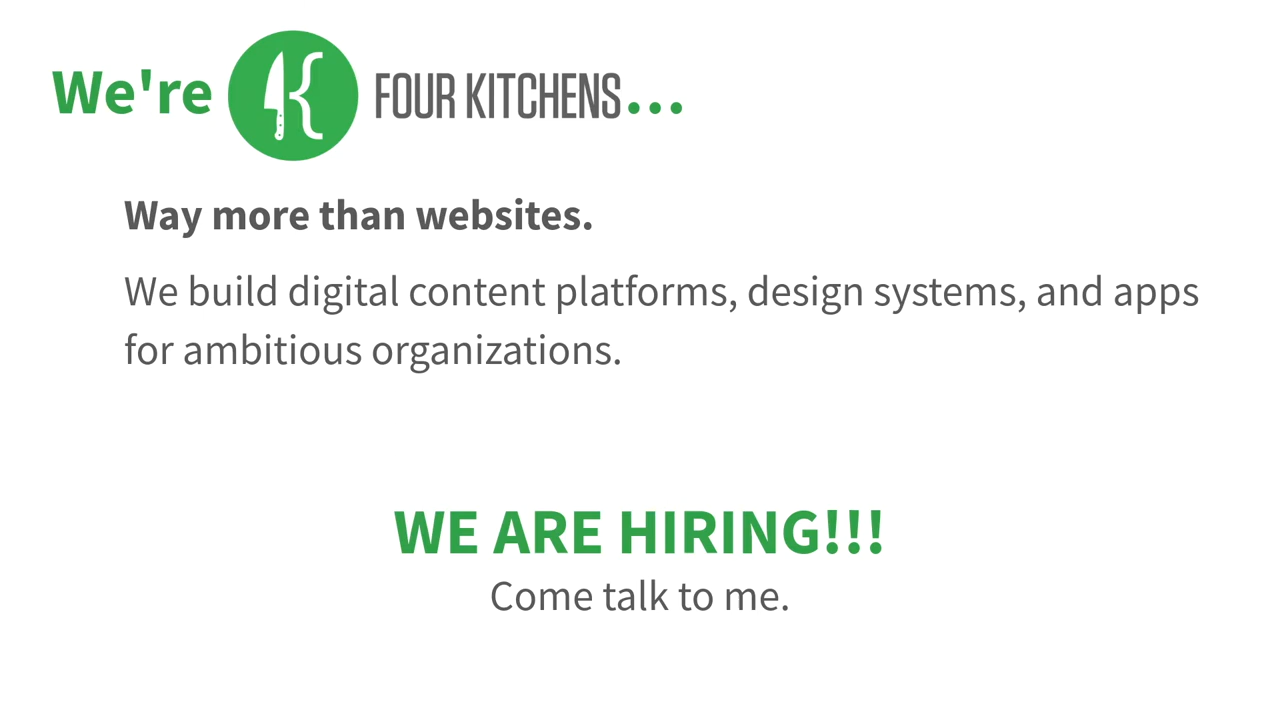 We're FOUR KITCHENS...
Way more than websites.
We build digital content platforms, design systems, and apps
for ambitious organizations.
WE ARE HIRING!!!
Come talk to me.